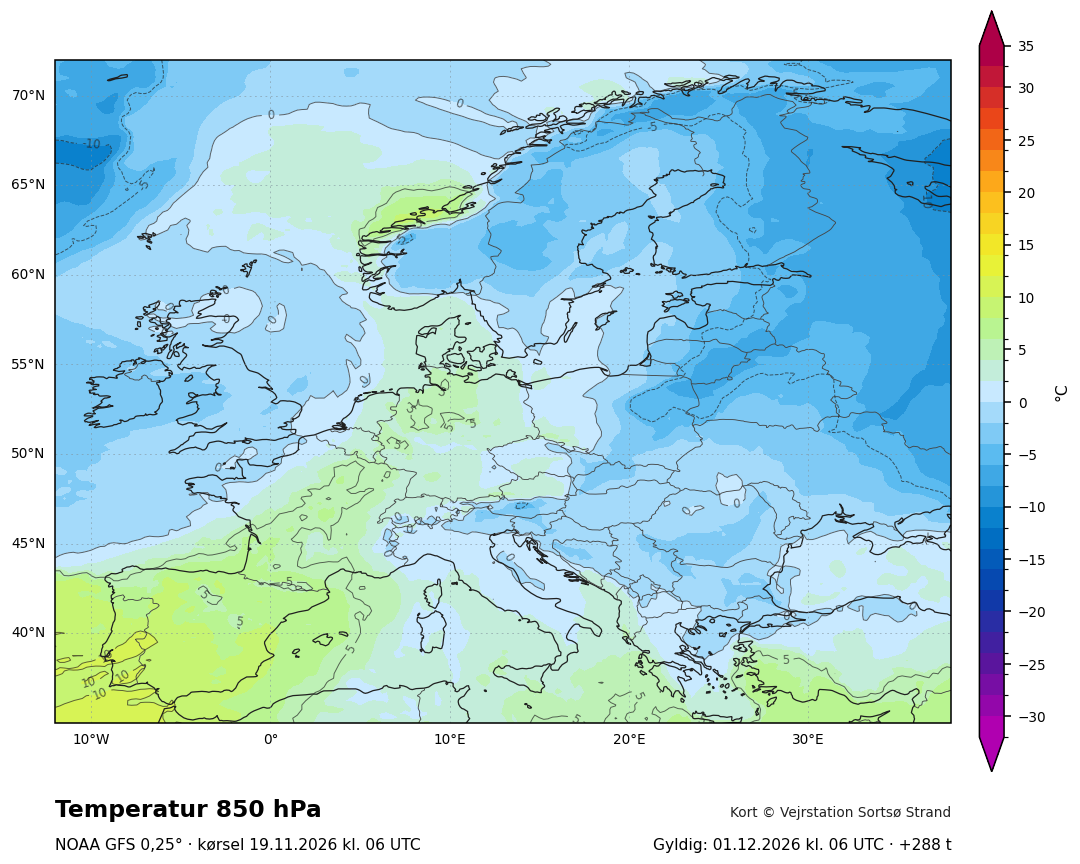 70°N
65°N
60°N
55°N
50°N
45°N
40°N
10°W
0°
10°E
20°E
30°E
35
30
25
20
15
10
5
0
−5
−10
−15
−20
−25
−30
°C
Temperatur 850 hPa
Kort © Vejrstation Sortsø Strand
NOAA GFS 0,25° · kørsel 19.11.2026 kl. 06 UTC
Gyldig: 01.12.2026 kl. 06 UTC · +288 t